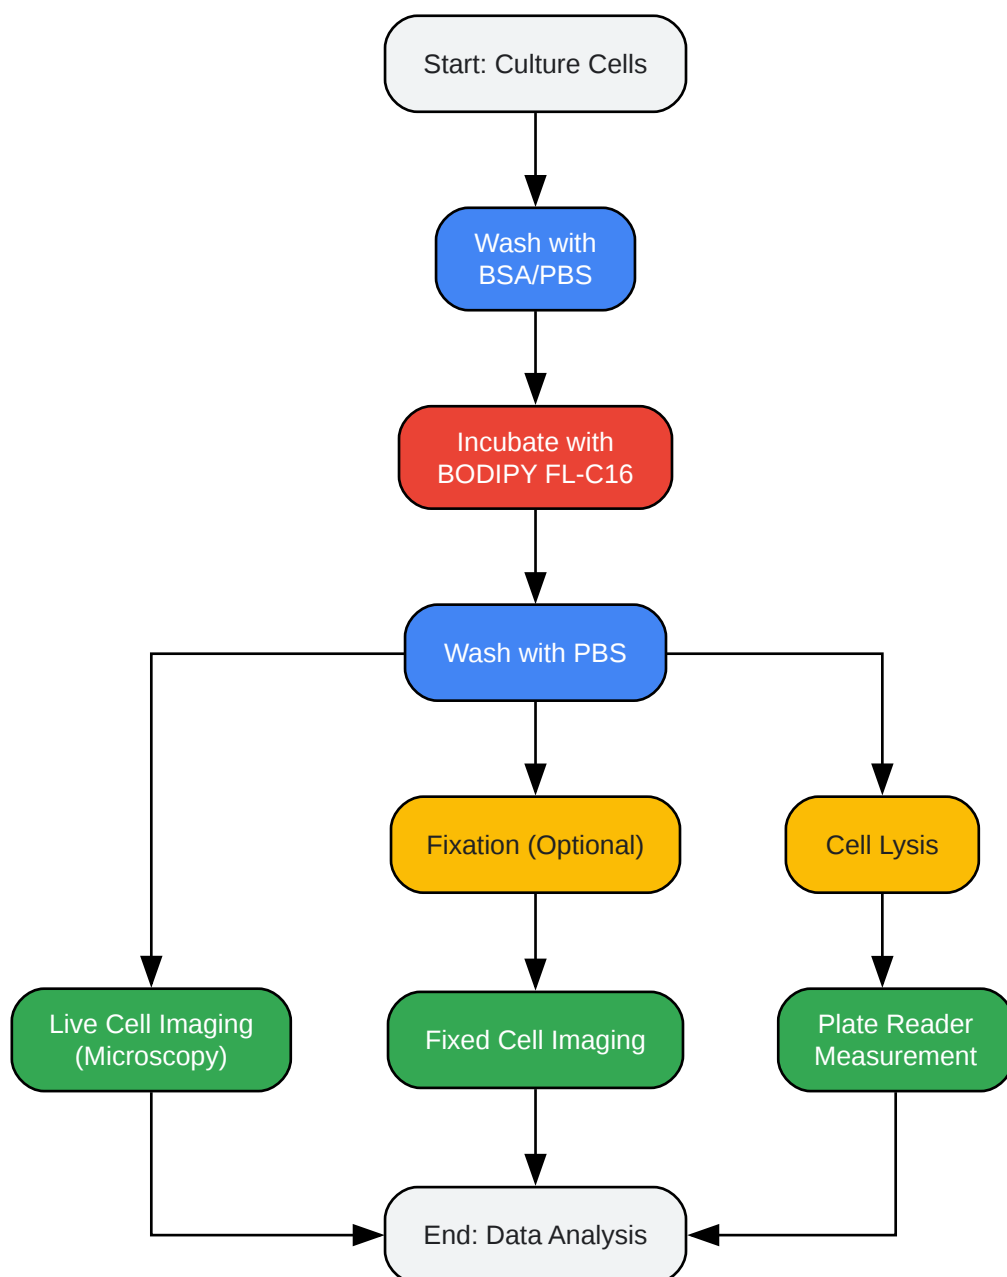 Start: Culture Cells
Wash with
BSA/PBS
Incubate with
BODIPY FL-C16
Wash with PBS
Fixation (Optional)
Cell Lysis
Live Cell Imaging
(Microscopy)
Fixed Cell Imaging
Plate Reader
Measurement
End: Data Analysis